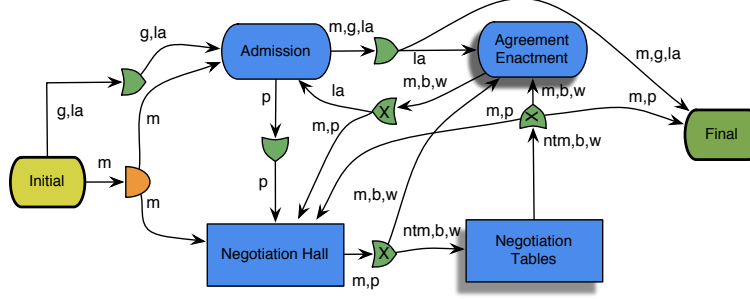 g,la
m,g,la
Admission
Agreement
Enactment
la
m,g,la
g,la
p
la
m,b,w
m,b,w
m
m,p
m,p
m,p
X
X
Final
m
p
ntm,b,w
Initial
m
m,b,w
ntm,b,w
Negotiation Hall
X
Negotiation
Tables
m,p